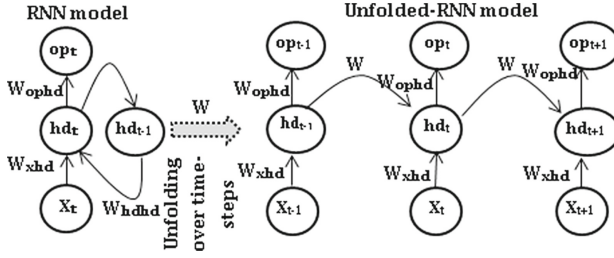 RNN model
Unfolded-RNN model
opt
opt-1
opt
opt+1
Wophd
W
Wophd
W
Wophd
W
Wophd
hdt
hdt-1
hdt-1
hdt
hdt+1
Wxhd
Whdhd
Unfolding
over time-
steps
Wxhd
Wxhd
Wxhd
Xt
Xt-1
Xt
Xt+1